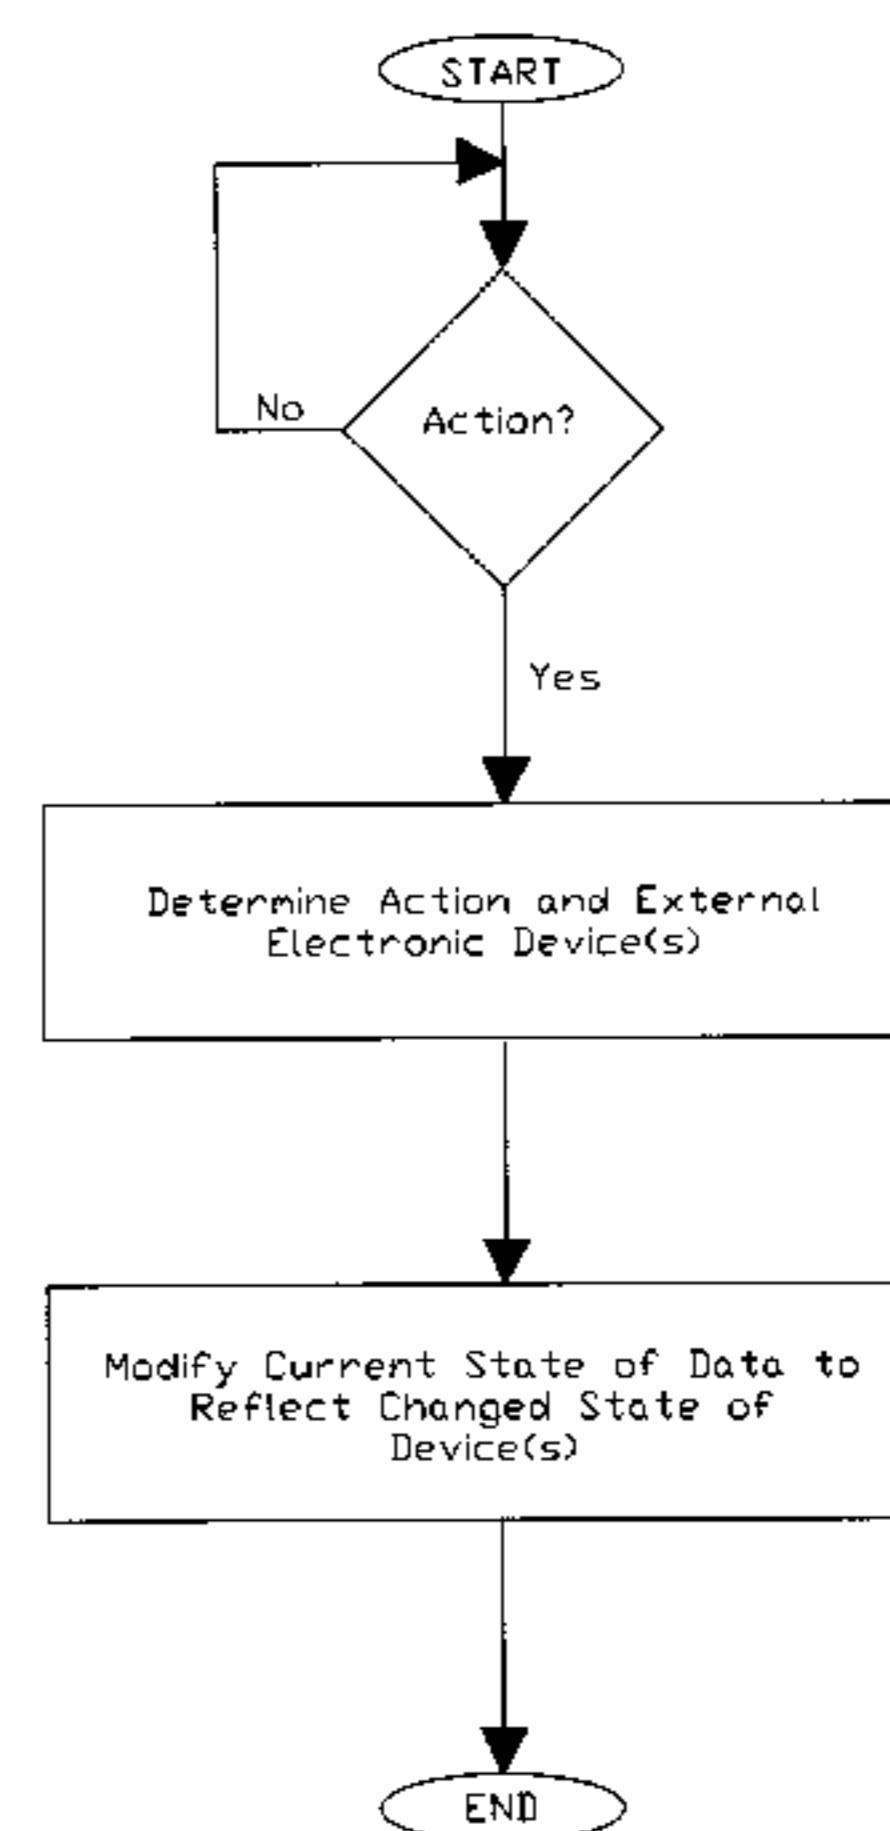 START
No
Action?
Yes
Determine Action and External
Electronic Device(s)
Modify Current State of Data to
Reflect Changed State of
Device(s)
END